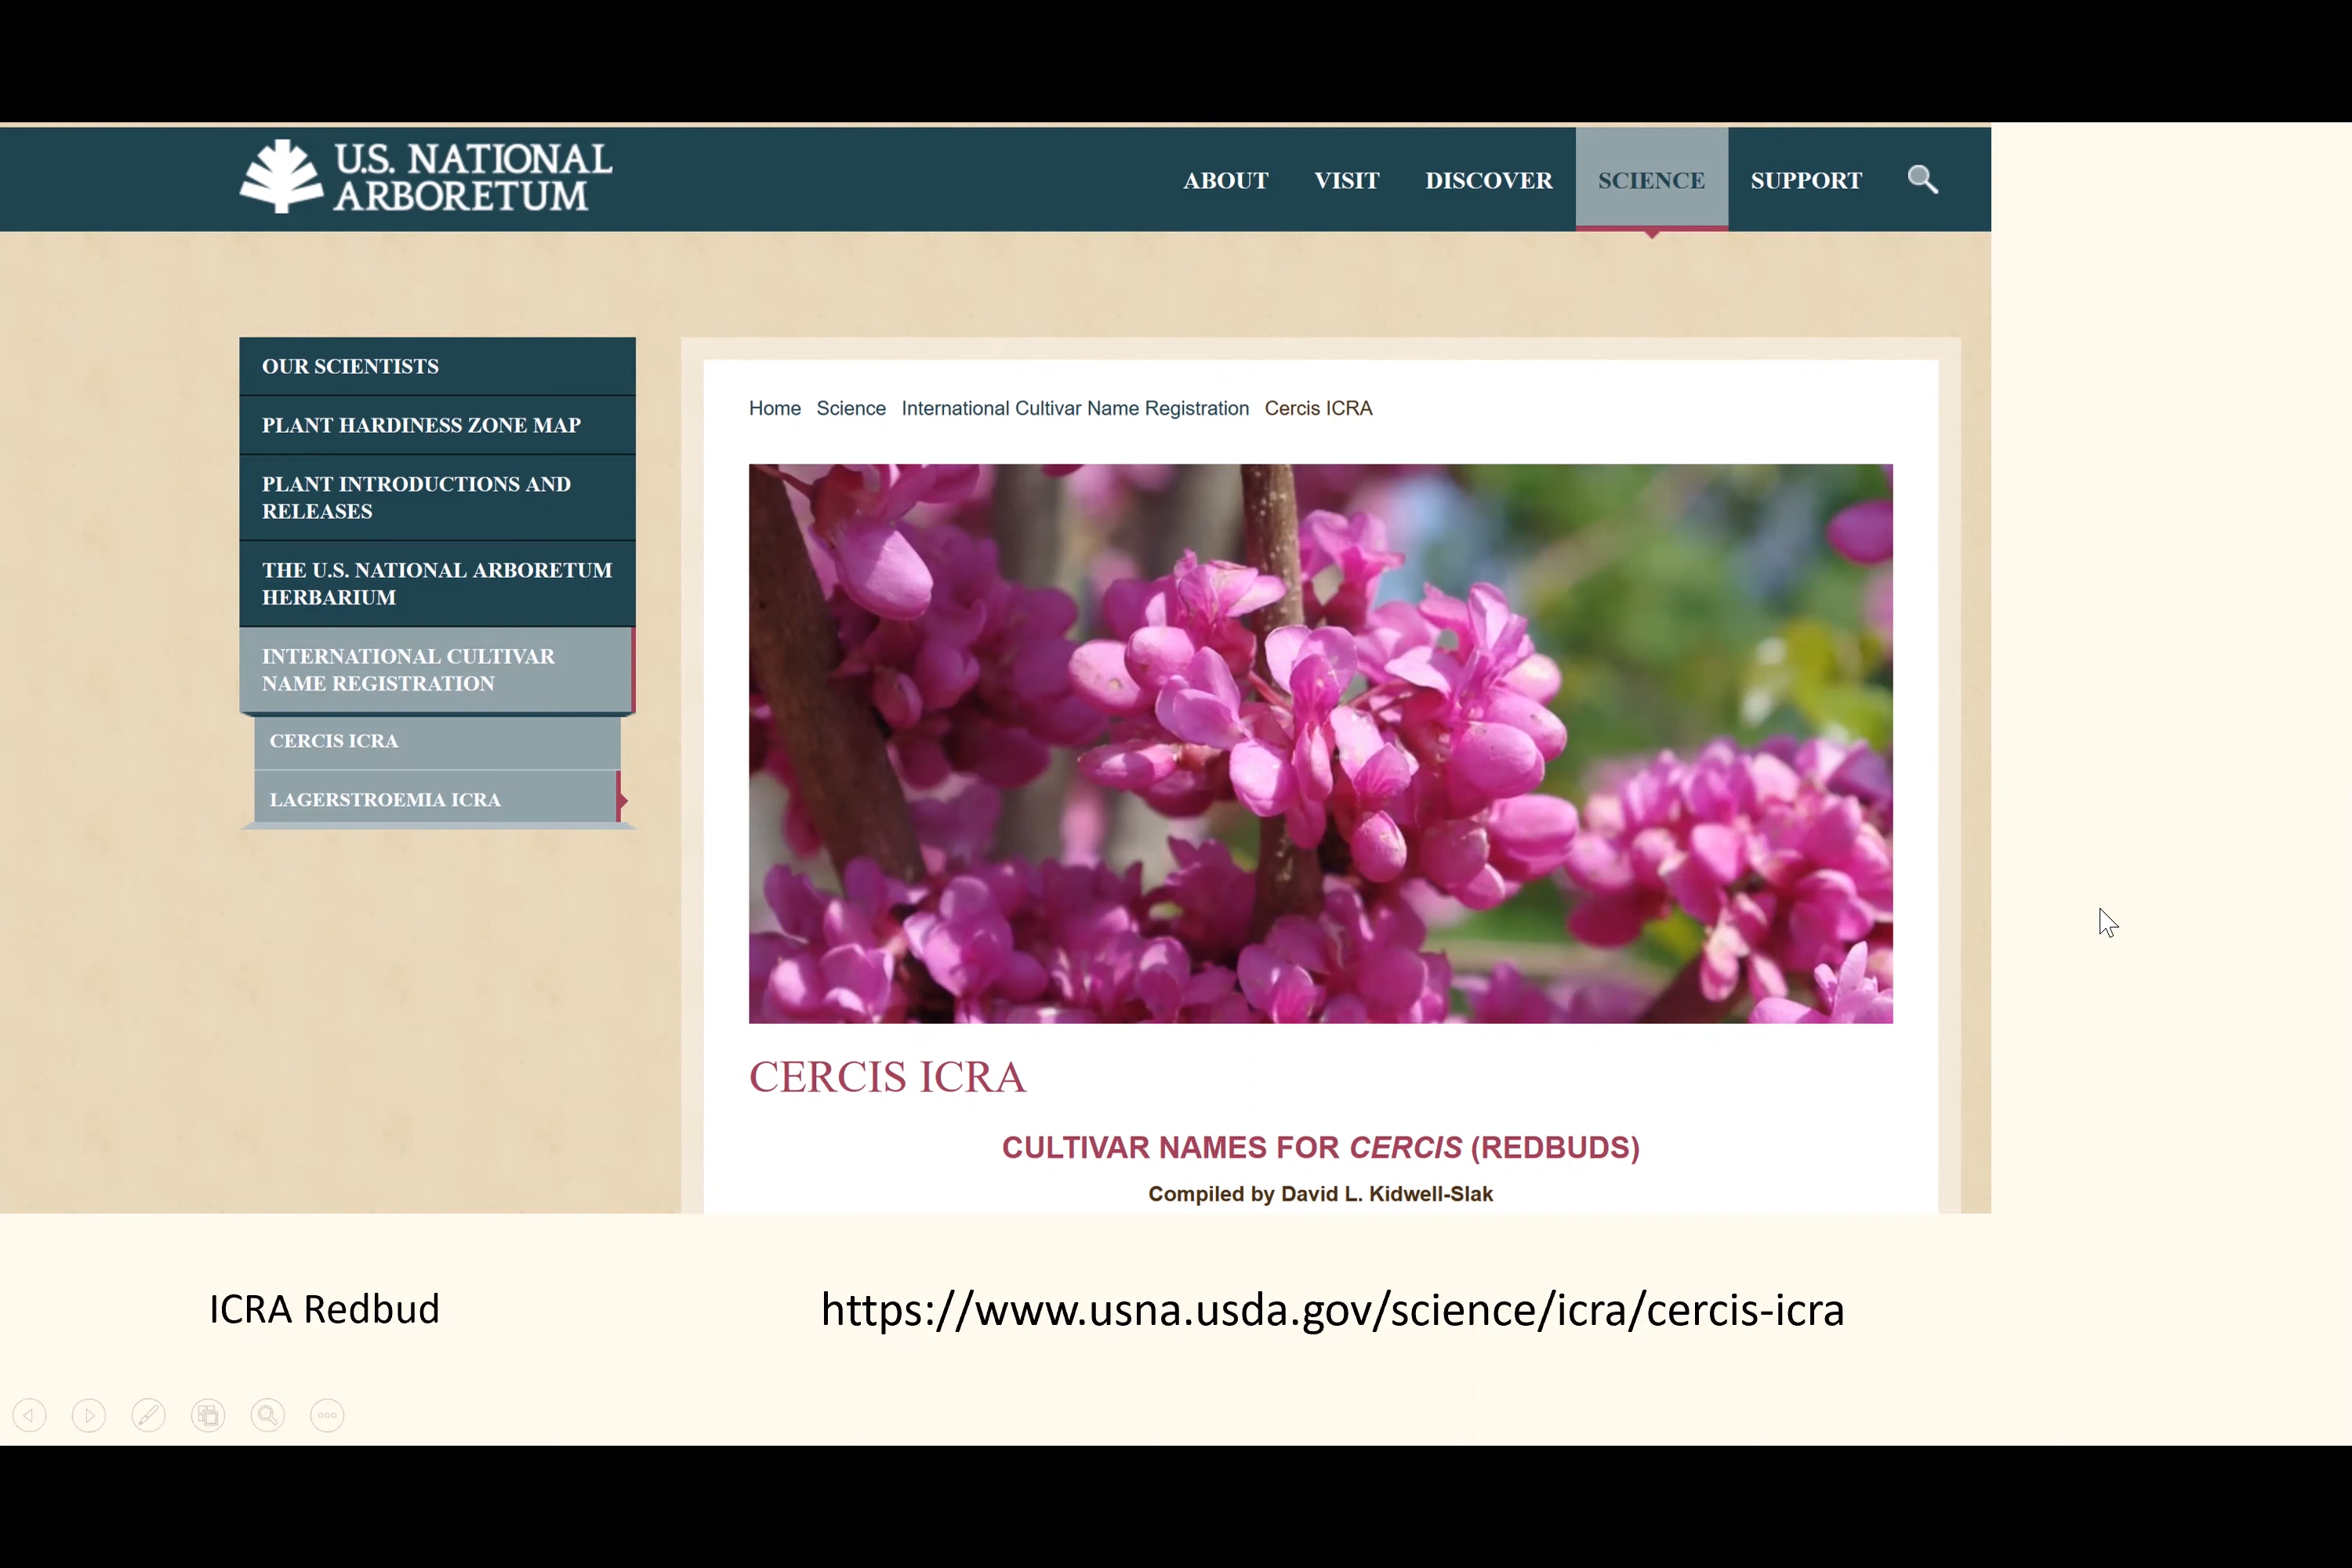 U.S. NATIONAL
ARBORETUM
ABOUT VISIT DISCOVER SCIENCE SUPPORT
OUR SCIENTISTS
PLANT HARDINESS ZONE MAP
PLANT INTRODUCTIONS AND
RELEASES
THE U.S. NATIONAL ARBORETUM
HERBARIUM
INTERNATIONAL CULTIVAR
NAME REGISTRATION
CERCIS ICRA
LAGERSTROEMIA ICRA
Home Science International Cultivar Name Registration Cercis ICRA
CERCIS ICRA
CULTIVAR NAMES FOR CERCIS (REDBUDS)
Compiled by David L. Kidwell-Slak
ICRA Redbud
https://www.usna.usda.gov/science/icra/cercis-icra